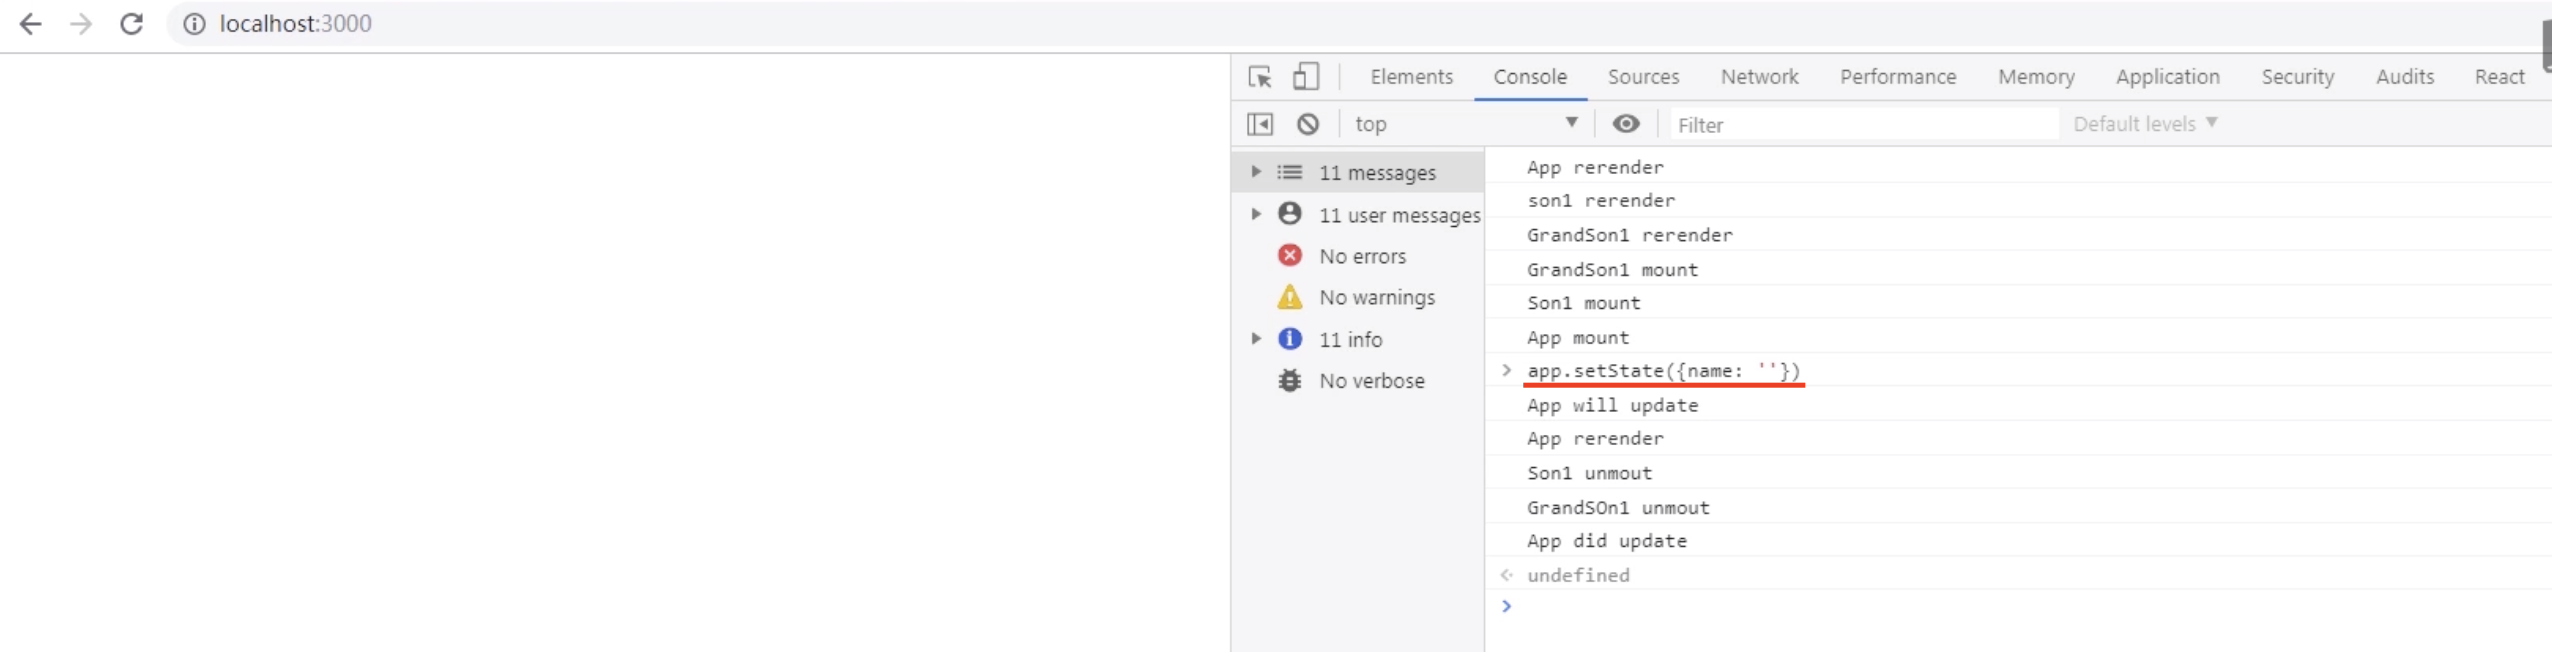 localhost:3000
Elements Console Sources Network Performance Memory Application Security Audits React
top Filter Default levels
11 messages
11 user messages
No errors
No warnings
11 info
No verbose
App rerender
son1 rerender
GrandSon1 rerender
GrandSon1 mount
Son1 mount
App mount
app.setState({name: ''})
App will update
App rerender
Son1 unmout
GrandSOn1 unmout
App did update
undefined